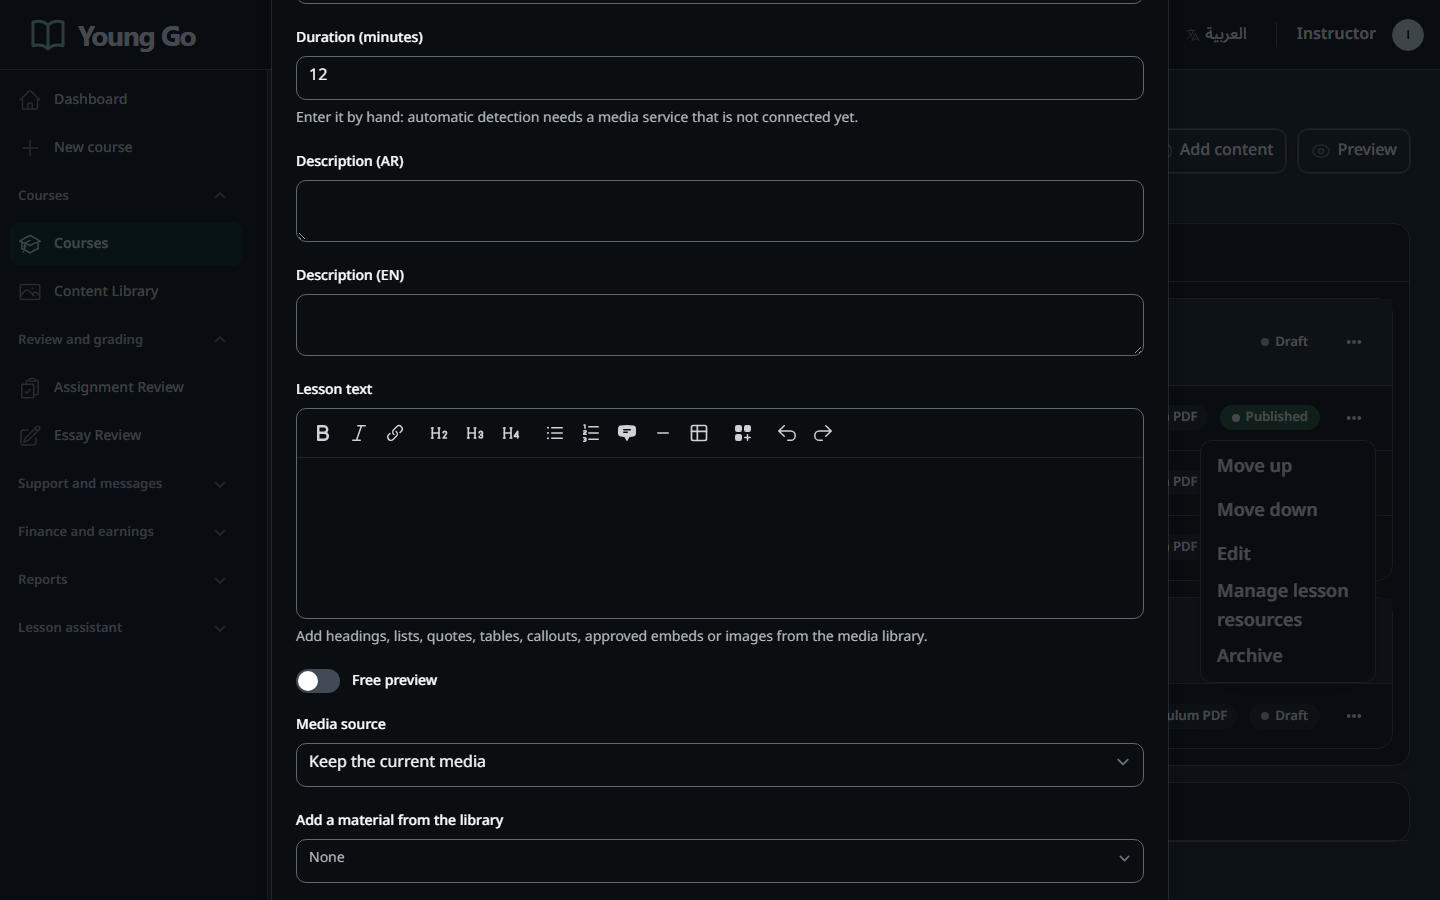 Young Go
العربية
Instructor
I
Dashboard
New course
Courses
Courses
Content Library
Review and grading
Assignment Review
Essay Review
Support and messages
Finance and earnings
Reports
Lesson assistant
Duration (minutes)
12
Enter it by hand: automatic detection needs a media service that is not connected yet.
Description (AR)
Description (EN)
Lesson text
B I H2 H3 H4
Add headings, lists, quotes, tables, callouts, approved embeds or images from the media library.
Free preview
Media source
Keep the current media
Add a material from the library
None
Add content
Preview
Draft
PDF
Published
PDF
PDF
Move up
Move down
Edit
Manage lesson
resources
Archive
PDF
Draft